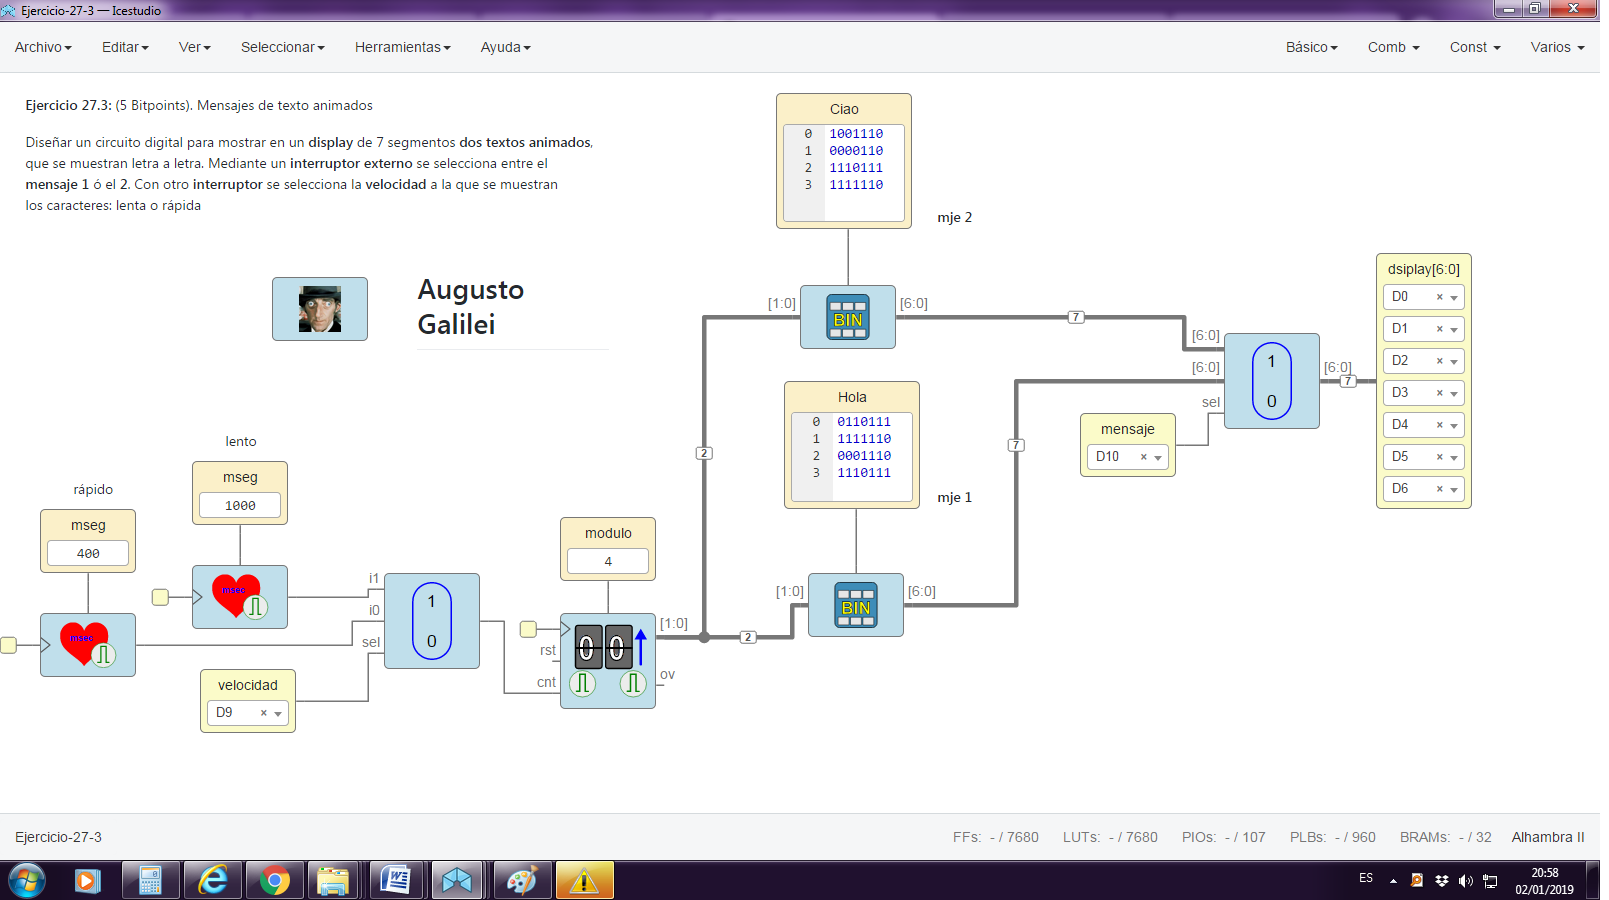 Ejercicio-27-3 — Icestudio
Archivo Editar Ver Seleccionar Herramientas Ayuda Básico Comb Const Varios
Ejercicio 27.3: (5 Bitpoints). Mensajes de texto animados
Diseñar un circuito digital para mostrar en un display de 7 segmentos dos textos animados,
que se muestran letra a letra. Mediante un interruptor externo se selecciona entre el
mensaje 1 ó el 2. Con otro interruptor se selecciona la velocidad a la que se muestran
los caracteres: lenta o rápida
Augusto
Galilei
Ciao
0 1001110
1 0000110
2 1110111
3 1111110
mje 2
[1:0]
BIN
[6:0]
7
Hola
0 0110111
1 1111110
2 0001110
3 1110111
mje 1
[1:0]
BIN
[6:0]
7
2
2
[6:0]
[6:0]
sel
1
0
[6:0]
7
mensaje
D10
dsiplay[6:0]
D0
D1
D2
D3
D4
D5
D6
lento
mseg
1000
msec
rápido
mseg
400
msec
i1
i0
sel
1
0
velocidad
D9
modulo
4
rst
cnt
00
[1:0]
ov
Ejercicio-27-3 FFs: - / 7680 LUTs: - / 7680 PIOs: - / 107 PLBs: - / 960 BRAMs: - / 32 Alhambra II
ES
20:58
02/01/2019